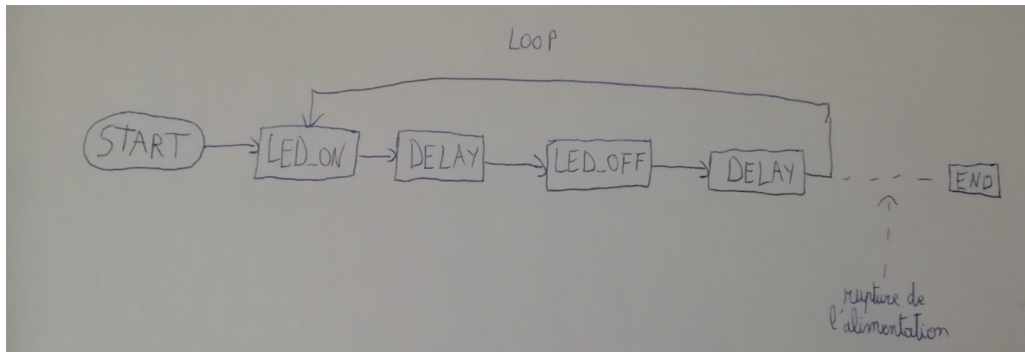 LOOP
START
LED_ON
DELAY
LED_OFF
DELAY
END
rupture de
l'alimentation